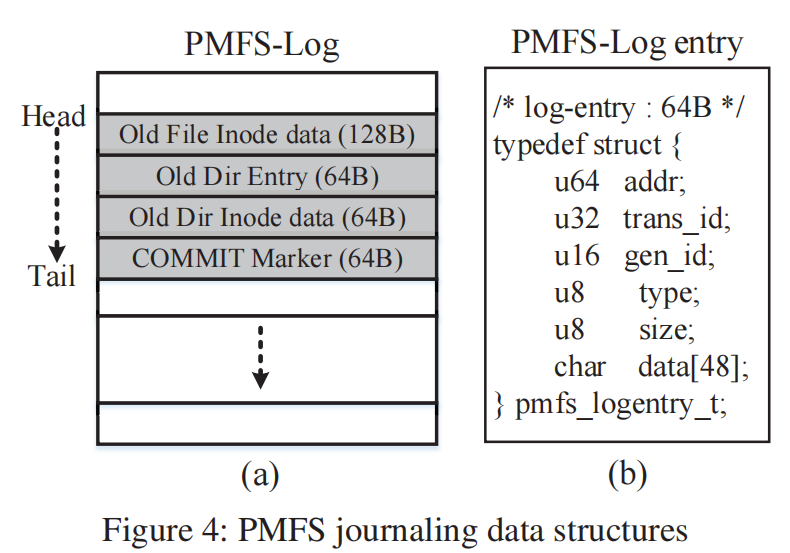 PMFS-Log
Head
Old File Inode data (128B)
Old Dir Entry (64B)
Old Dir Inode data (64B)
COMMIT Marker (64B)
Tail
(a)
PMFS-Log entry
/* log-entry : 64B */
typedef struct {
u64 addr;
u32 trans_id;
u16 gen_id;
u8 type;
u8 size;
char data[48];
} pmfs_logentry_t;
(b)
Figure 4: PMFS journaling data structures